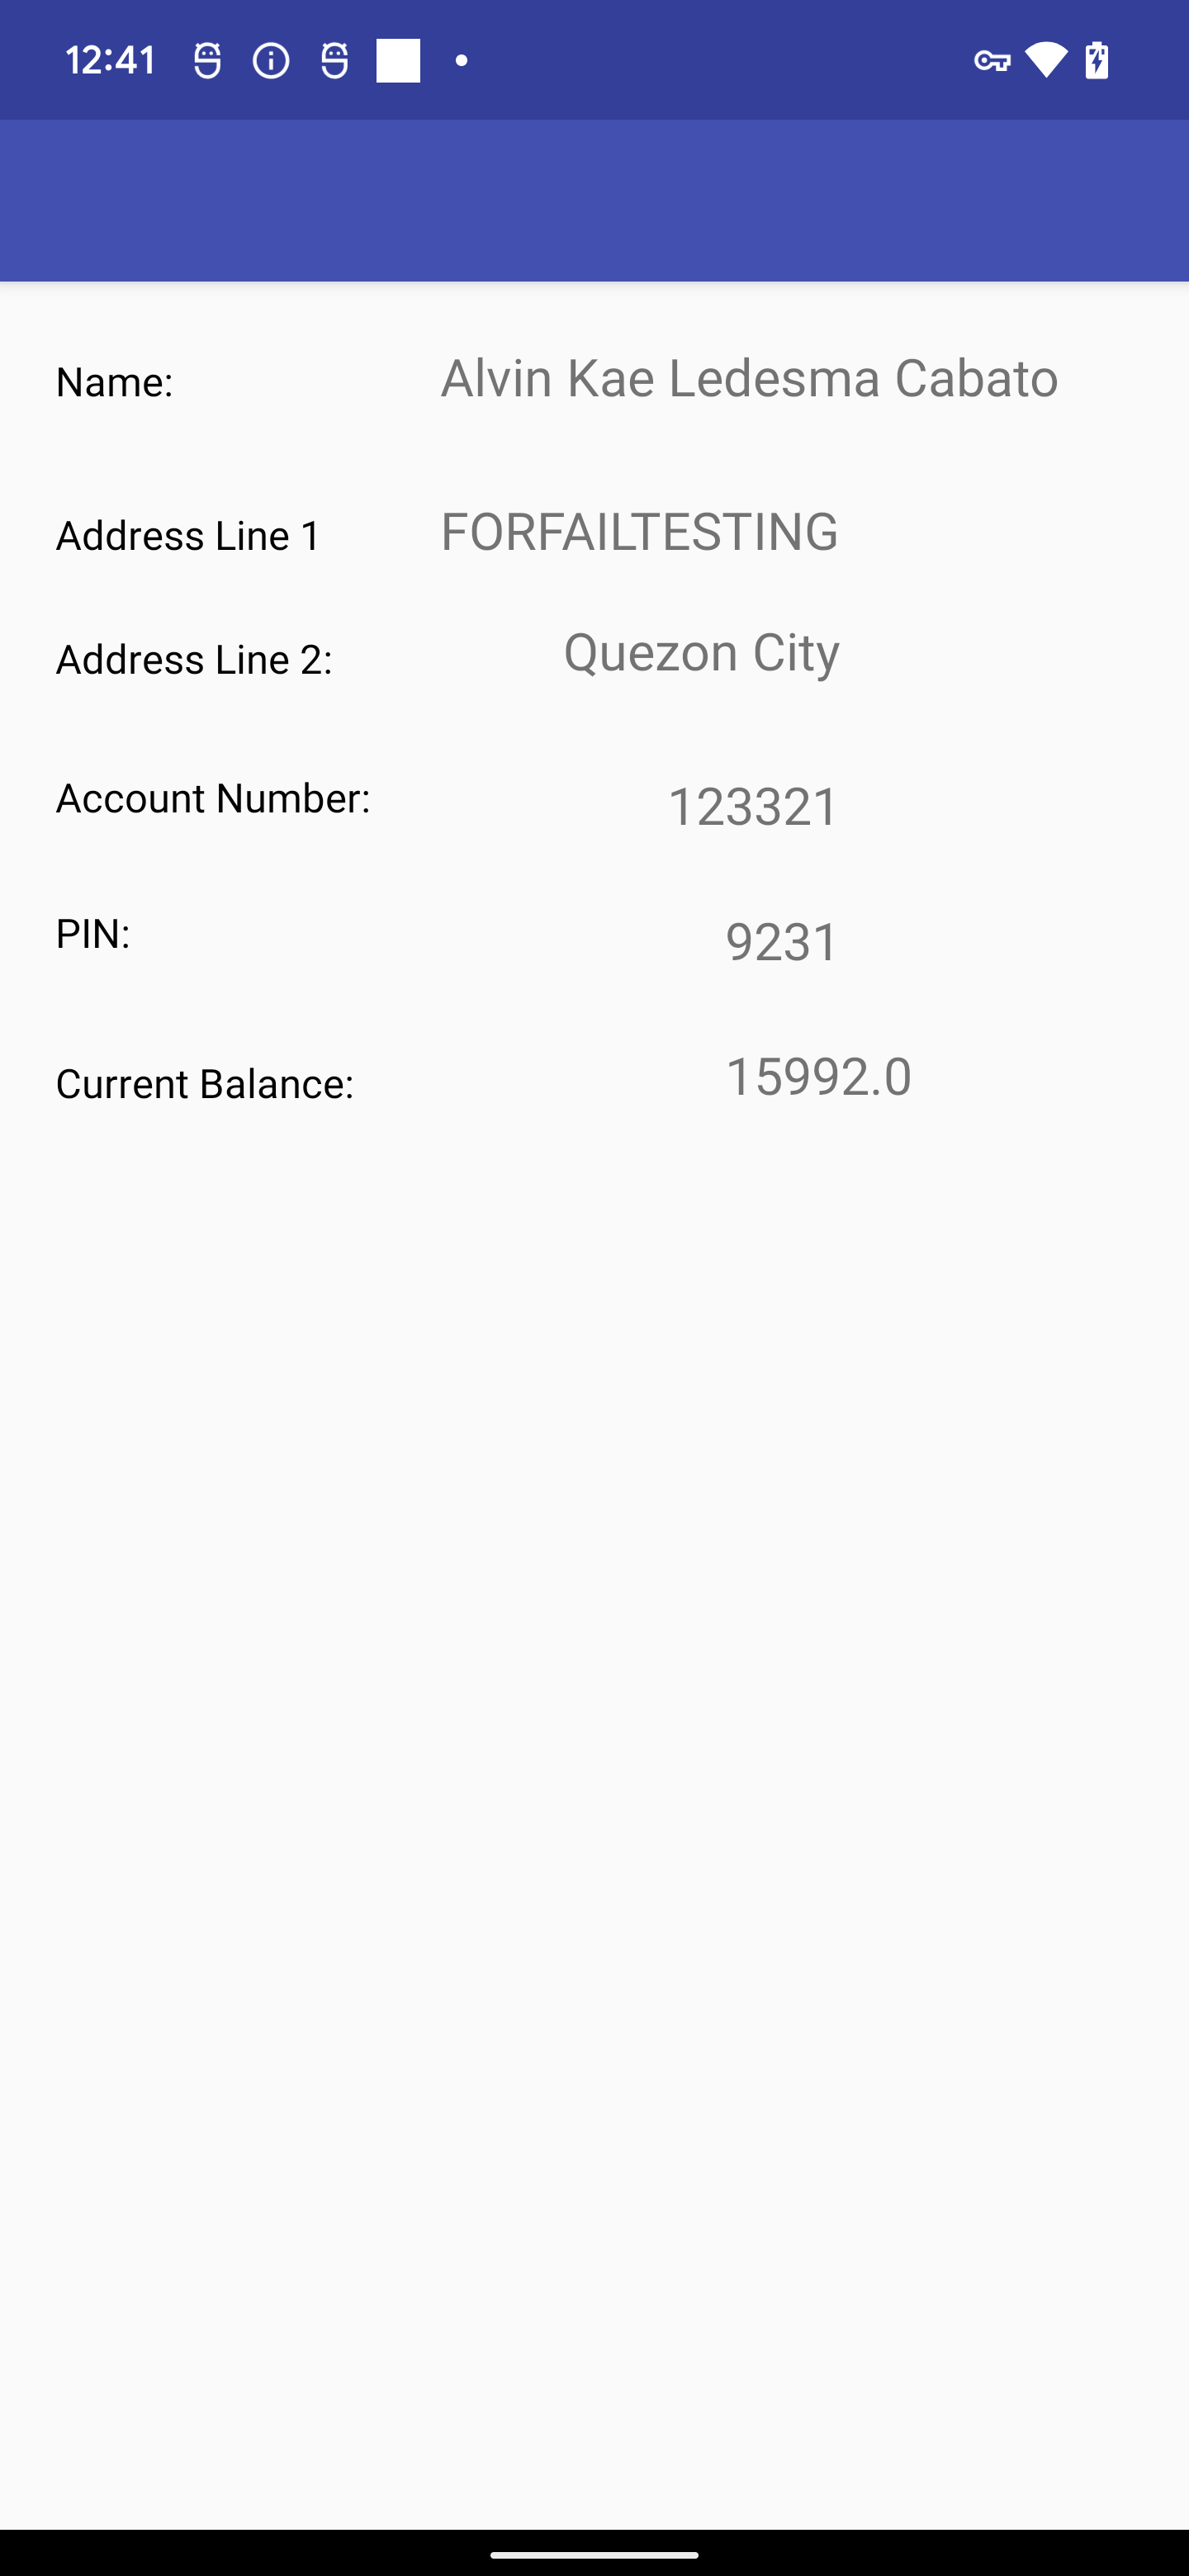 12:41
Name: Alvin Kae Ledesma Cabato
Address Line 1 FORFAILTESTING
Address Line 2: Quezon City
Account Number: 123321
PIN: 9231
Current Balance: 15992.0